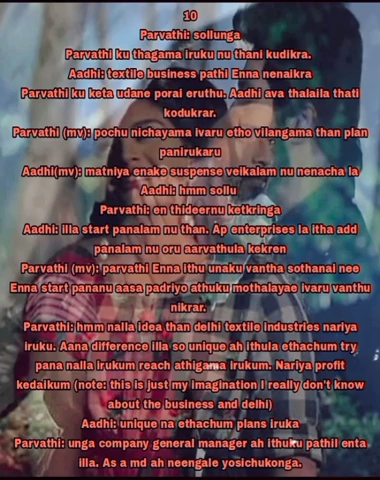 10
Parvathi: sollunga
Parvathi ku thagama iruku nu thani kudikra.
Aadhi: textile business pathi Enna nenaikra
Parvathi ku keta udane porai eruthu. Aadhi ava thalaila thati
kodukrar.
Parvathi (mv): pochu nichayama ivaru etho vilangama than plan
panirukaru
Aadhi(mv): matniya enake suspense veikalam nu nenacha la
Aadhi: hmm sollu
Parvathi: en thideernu ketkringa
Aadhi: illa start panalam nu than. Ap enterprises la itha add
panalam nu oru aarvathula kekren
Parvathi (mv): parvathi Enna ithu unaku vantha sothanai nee
Enna start pananu aasa padriyo athuku mothalayae ivaru vanthu
nikrar.
Parvathi: hmm nalla idea than delhi textile industries nariya
iruku. Aana difference illa so unique ah ithula ethachum try
pana nalla irukum reach athigama irukum. Nariya profit
kedaikum (note: this is just my imagination I really don't know
about the business and delhi)
Aadhi: unique na ethachum plans iruka
Parvathi: unga company general manager ah ithuku pathil enta
illa. As a md ah neengale yosichukonga.